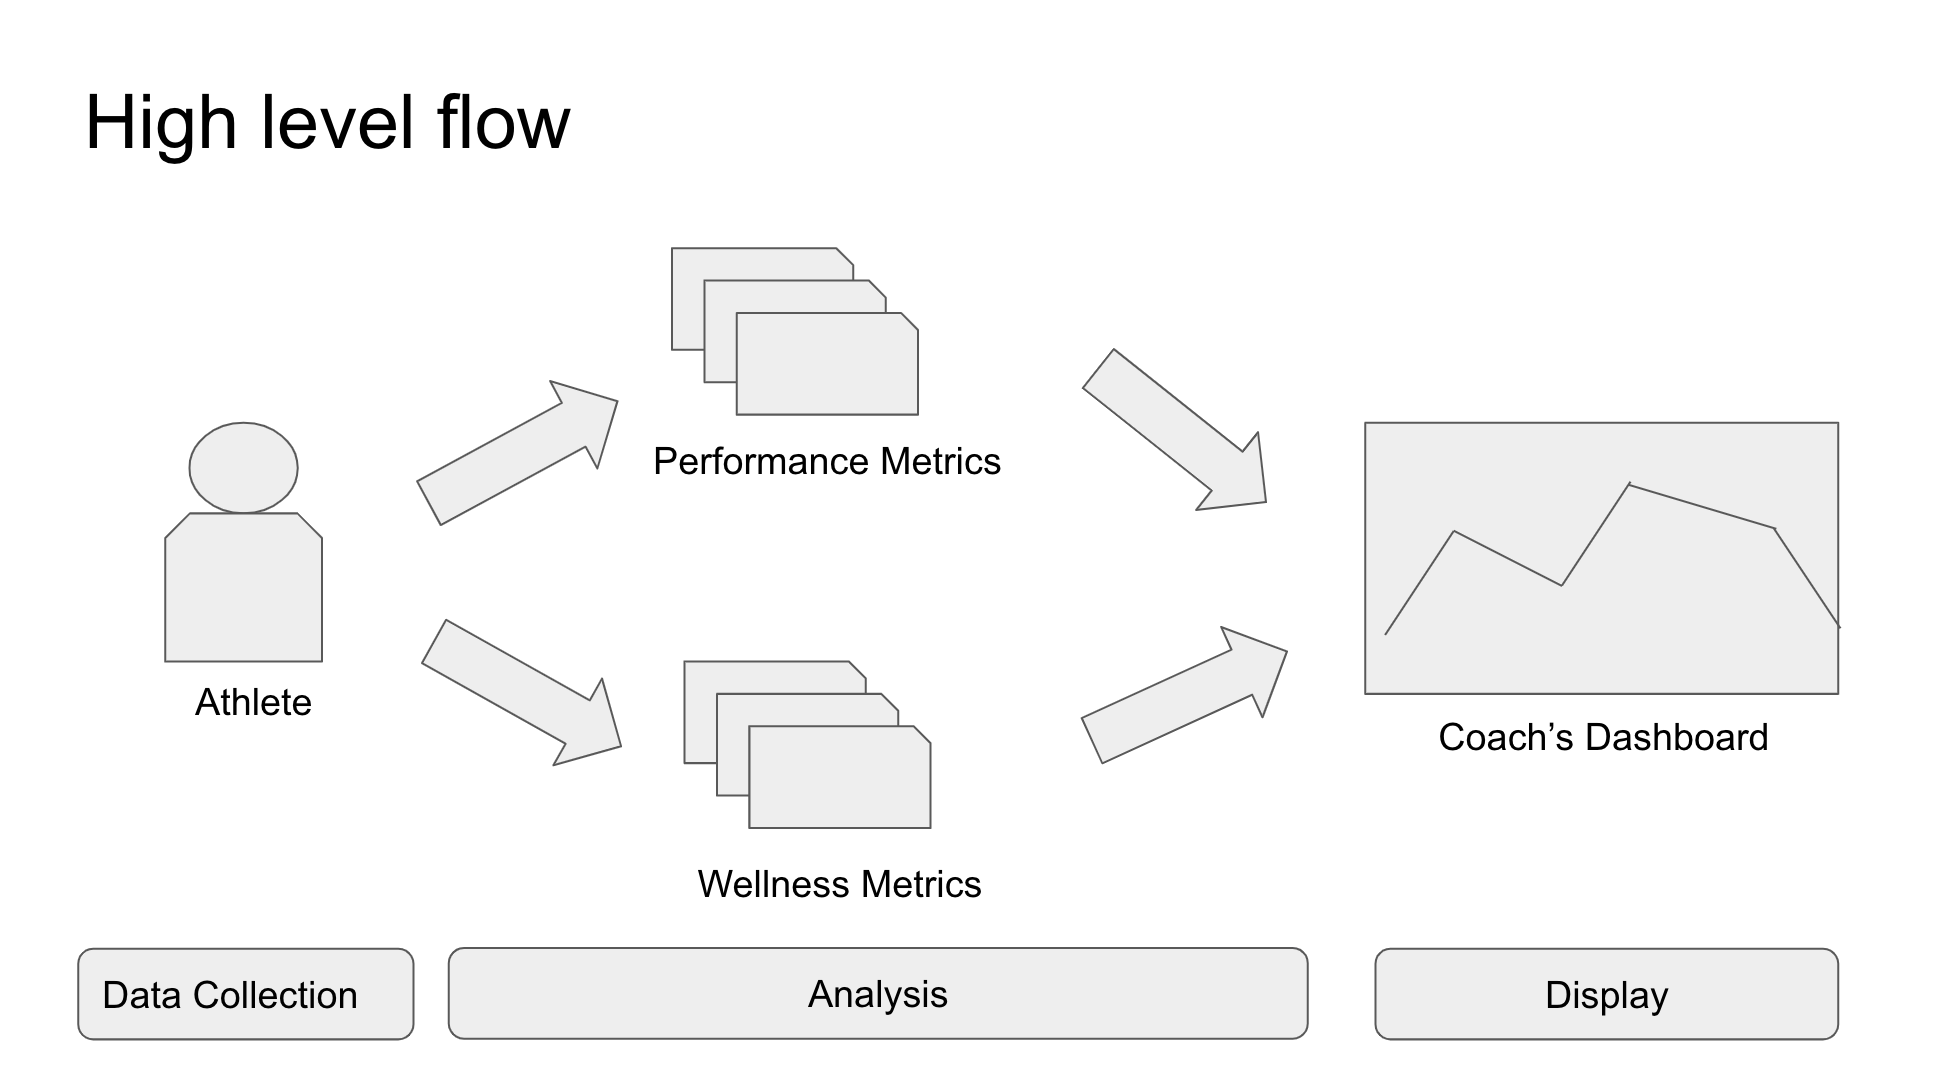 High level flow
Performance Metrics
Athlete
Coach’s Dashboard
Wellness Metrics
Data Collection
Analysis
Display